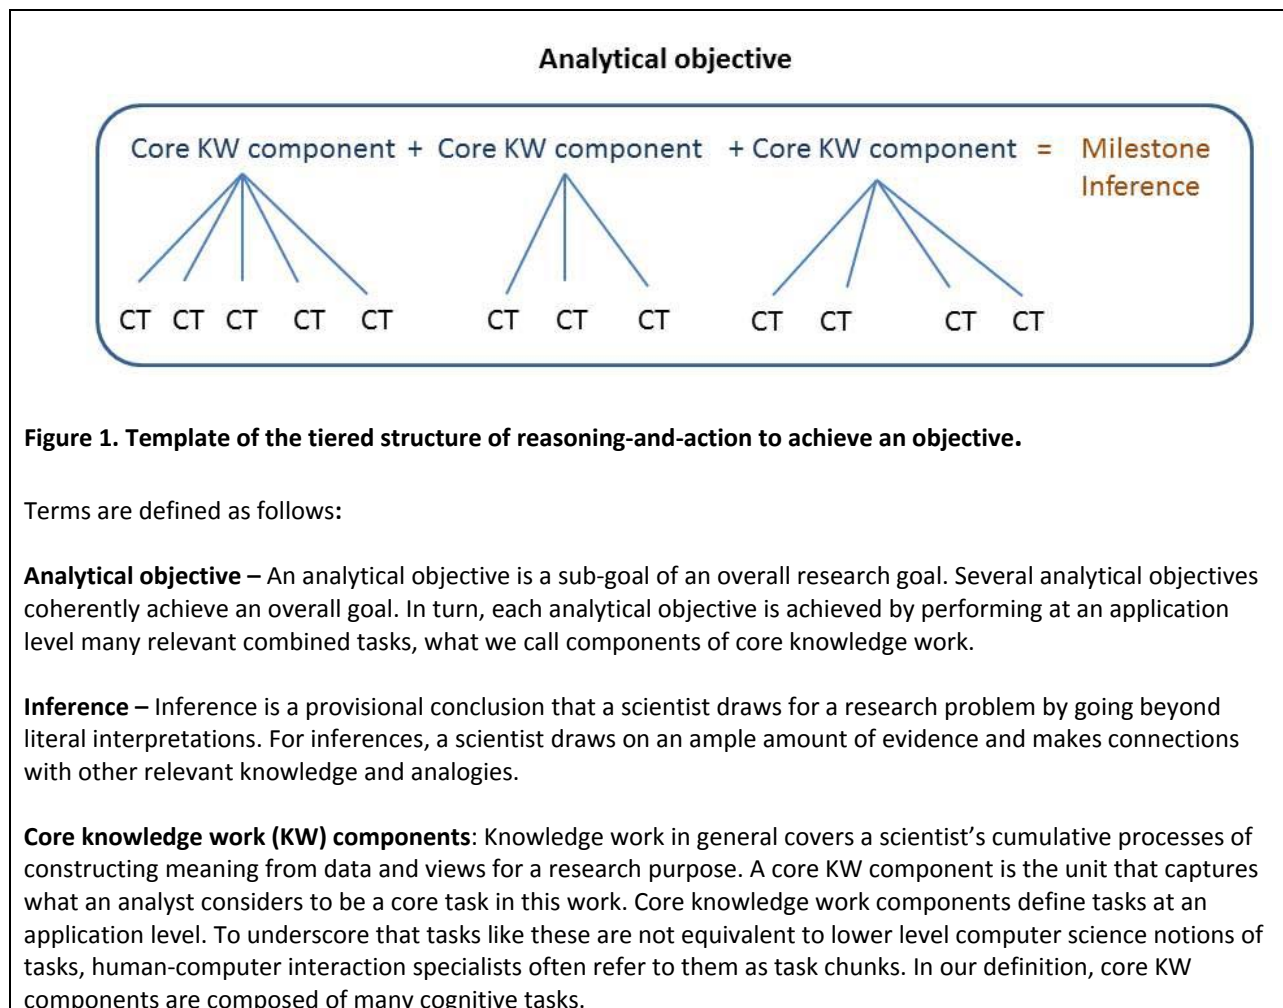 Analytical objective
Core KW component + Core KW component + Core KW component = Milestone
Inference
CT CT CT CT CT CT CT CT CT CT CT CT
Figure 1. Template of the tiered structure of reasoning-and-action to achieve an objective.
Terms are defined as follows:
Analytical objective – An analytical objective is a sub-goal of an overall research goal. Several analytical objectives
coherently achieve an overall goal. In turn, each analytical objective is achieved by performing at an application
level many relevant combined tasks, what we call components of core knowledge work.
Inference – Inference is a provisional conclusion that a scientist draws for a research problem by going beyond
literal interpretations. For inferences, a scientist draws on an ample amount of evidence and makes connections
with other relevant knowledge and analogies.
Core knowledge work (KW) components: Knowledge work in general covers a scientist’s cumulative processes of
constructing meaning from data and views for a research purpose. A core KW component is the unit that captures
what an analyst considers to be a core task in this work. Core knowledge work components define tasks at an
application level. To underscore that tasks like these are not equivalent to lower level computer science notions of
tasks, human-computer interaction specialists often refer to them as task chunks. In our definition, core KW
components are composed of many cognitive tasks.